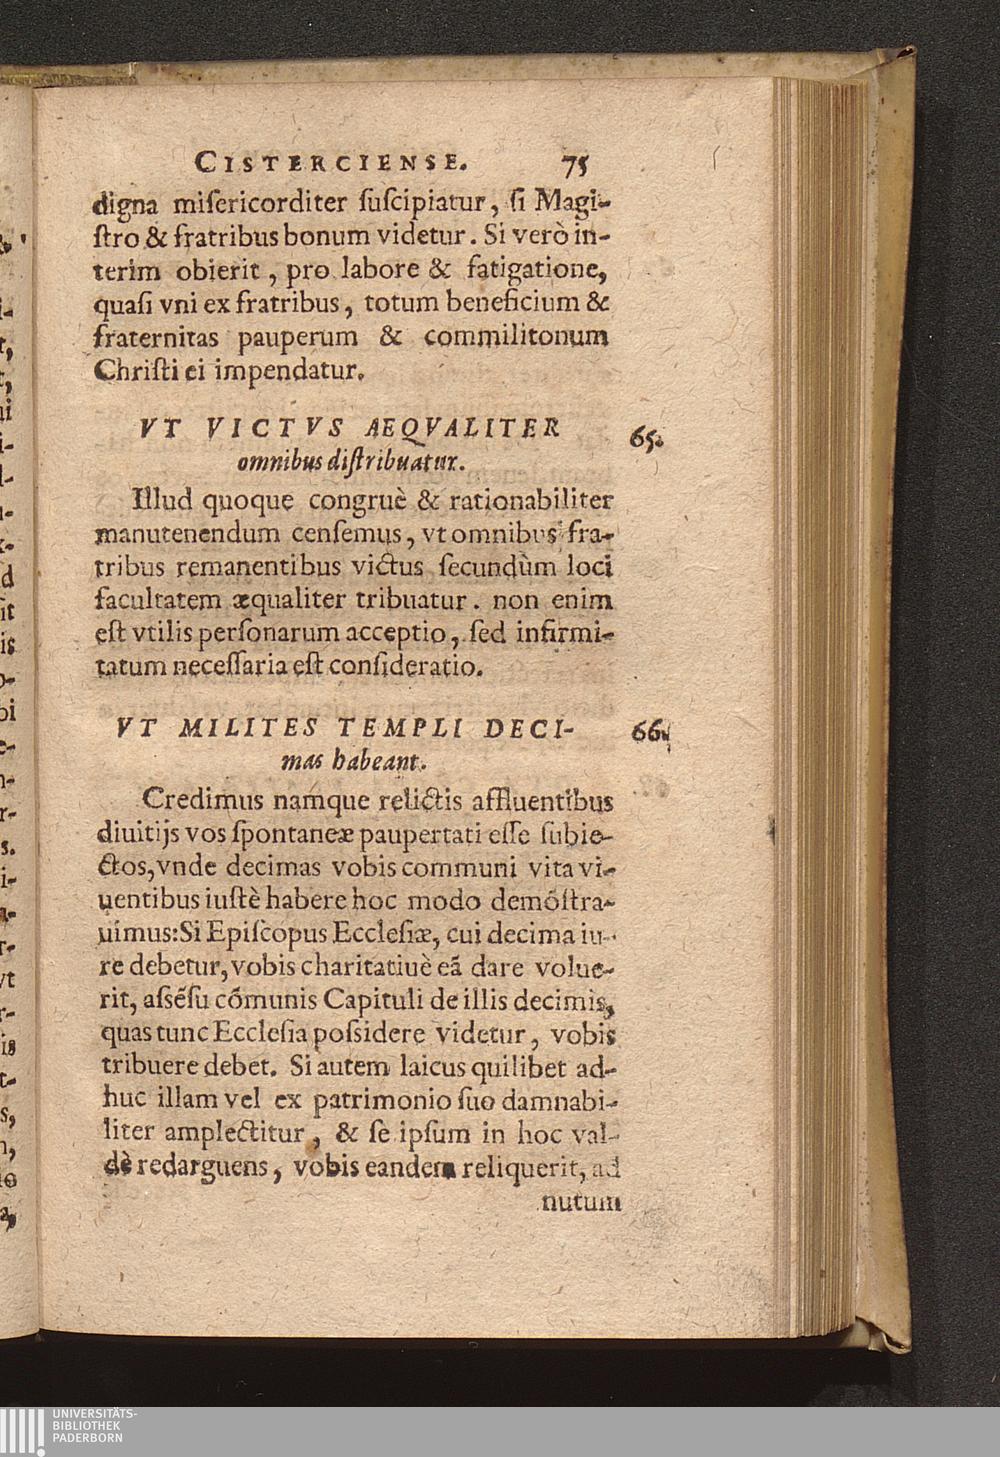 CISTERCIENSE. 75
digna miſericorditer ſuſcipiatur, ſi Magi-
ſtro & fratribus bonum videtur. Si verò in-
terim obierit, pro labore & fatigatione,
quaſi vni ex fratribus, totum beneficium &
fraternitas pauperum & commilitonum
Chriſti ei impendatur.
VT VICTVS AEQVALITER
omnibus diſtribuatur.
65.
Illud quoque congruè & rationabiliter
manutenendum cenſemus, vt omnibus fra-
tribus remanentibus victus ſecundùm loci
facultatem æqualiter tribuatur. non enim
eſt vtilis perſonarum acceptio, ſed infirmi-
tatum neceſſaria eſt conſideratio.
VT MILITES TEMPLI DECI-
mas habeant.
66.
Credimus namque relictis affluentibus
diuitijs vos ſpontaneæ paupertati eſſe ſubie-
ctos, vnde decimas vobis communi vita vi-
uentibus iuſtè habere hoc modo demõſtra-
uimus: Si Epiſcopus Eccleſiæ, cui decima iu-
re debetur, vobis charitatiuè eã dare volue-
rit, aſsẽſu cõmunis Capituli de illis decimis,
quas tunc Eccleſia poſsidere videtur, vobis
tribuere debet. Si autem laicus quilibet ad-
huc illam vel ex patrimonio ſuo damnabi-
liter amplectitur, & ſe ipſum in hoc val-
dè redarguens, vobis eandem reliquerit, ad
nutum
UNIVERSITÄTS-
BIBLIOTHEK
PADERBORN